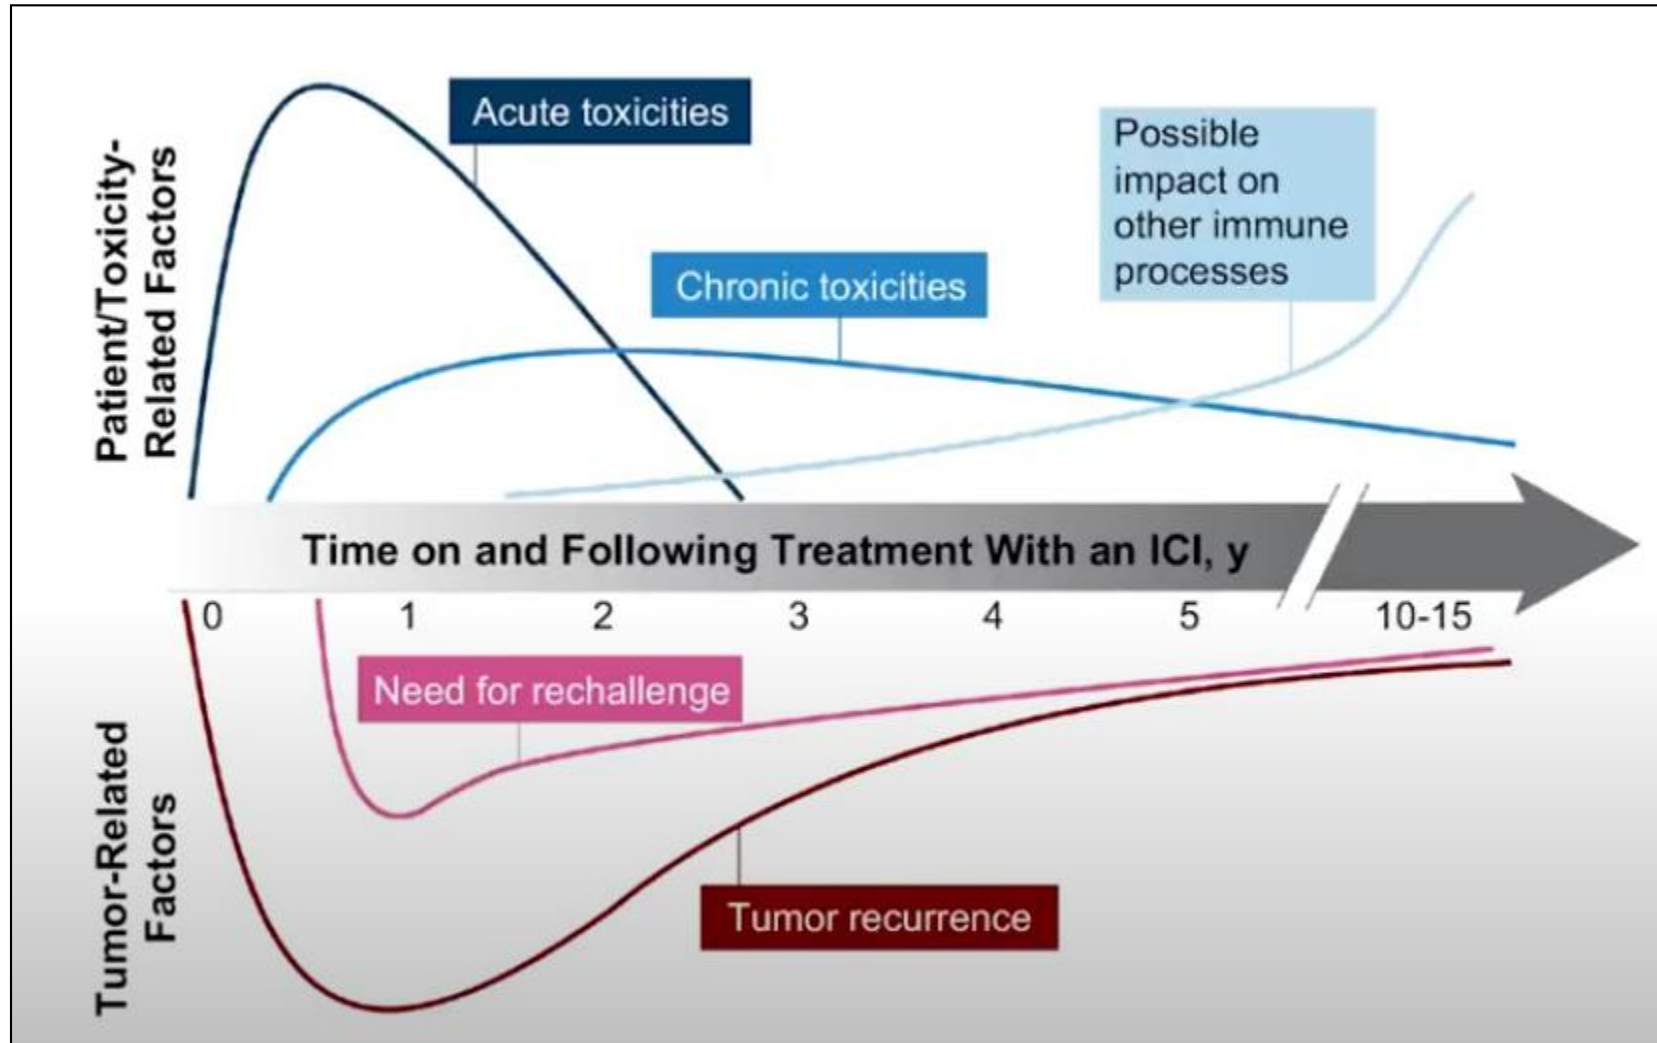 Patient/Toxicity-
Related Factors
Acute toxicities
Chronic toxicities
Possible
impact on
other immune
processes
Time on and Following Treatment With an ICI, y
0 1 2 3 4 5 10-15
Tumor-Related
Factors
Need for rechallenge
Tumor recurrence